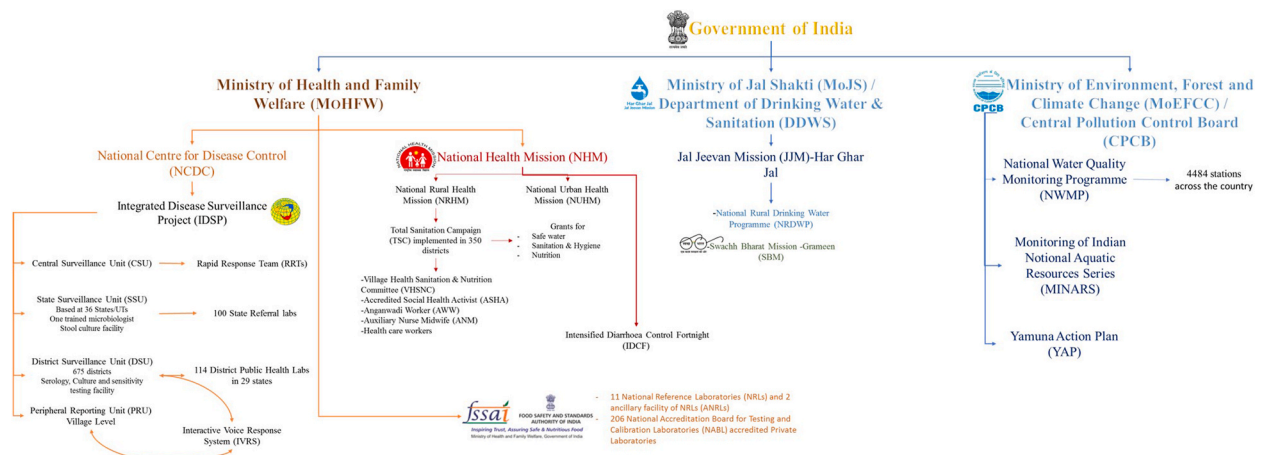 Government of India
Ministry of Health and Family
Welfare (MOHFW)
National Centre for Disease Control
(NCDC)
Integrated Disease Surveillance
Project (IDSP)
Central Surveillance Unit (CSU)
Rapid Response Team (RRTs)
State Surveillance Unit (SSU)
Based at 36 States/UTs
One trained microbiologist
Stool culture facility
100 State Referral labs
District Surveillance Unit (DSU)
675 districts
Serology, Culture and sensitivity
testing facility
114 District Public Health Labs
in 29 states
Peripheral Reporting Unit (PRU)
Village Level
Interactive Voice Response
System (IVRS)
NATIONAL HEALTH MISSION
National Health Mission (NHM)
National Rural Health
Mission (NRHM)
National Urban Health
Mission (NUHM)
Total Sanitation Campaign
(TSC) implemented in 350
districts
Grants for
- Safe water
- Sanitation & Hygiene
- Nutrition
-Village Health Sanitation & Nutrition
Committee (VHSNC)
-Accredited Social Health Activist (ASHA)
-Anganwadi Worker (AWW)
-Auxiliary Nurse Midwife (ANM)
-Health care workers
Intensified Diarrhoea Control Fortnight
(IDCF)
fssai
FOOD SAFETY AND STANDARDS
AUTHORITY OF INDIA
Inspiring Trust, Assuring Safe & Nutritious Food
Ministry of Health and Family Welfare, Government of India
- 11 National Reference Laboratories (NRLs) and 2
ancillary facility of NRLs (ANRLs)
- 206 National Accreditation Board for Testing and
Calibration Laboratories (NABL) accredited Private
Laboratories
Har Ghar Jal
Jal Jeevan Mission
Ministry of Jal Shakti (MoJS) /
Department of Drinking Water &
Sanitation (DDWS)
Jal Jeevan Mission (JJM)-Har Ghar
Jal
-National Rural Drinking Water
Programme (NRDWP)
-Swachh Bharat Mission -Grameen
(SBM)
CPCB
Ministry of Environment, Forest and
Climate Change (MoEFCC) /
Central Pollution Control Board
(CPCB)
National Water Quality
Monitoring Programme
(NWMP)
4484 stations
across the country
Monitoring of Indian
Notional Aquatic
Resources Series
(MINARS)
Yamuna Action Plan
(YAP)